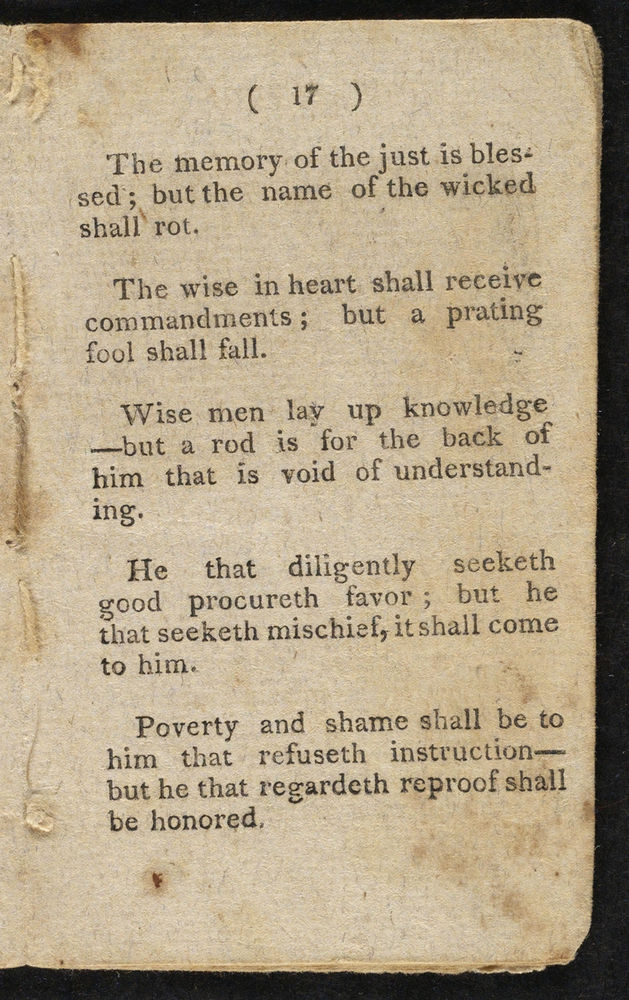 ( 17 )
The memory of the just is bles-
sed; but the name of the wicked
shall rot.
The wise in heart shall receive
commandments; but a prating
fool shall fall.
Wise men lay up knowledge
—but a rod is for the back of
him that is void of understand-
ing.
He that diligently seeketh
good procureth favor; but he
that seeketh mischief, it shall come
to him.
Poverty and shame shall be to
him that refuseth instruction—
but he that regardeth reproof shall
be honored.